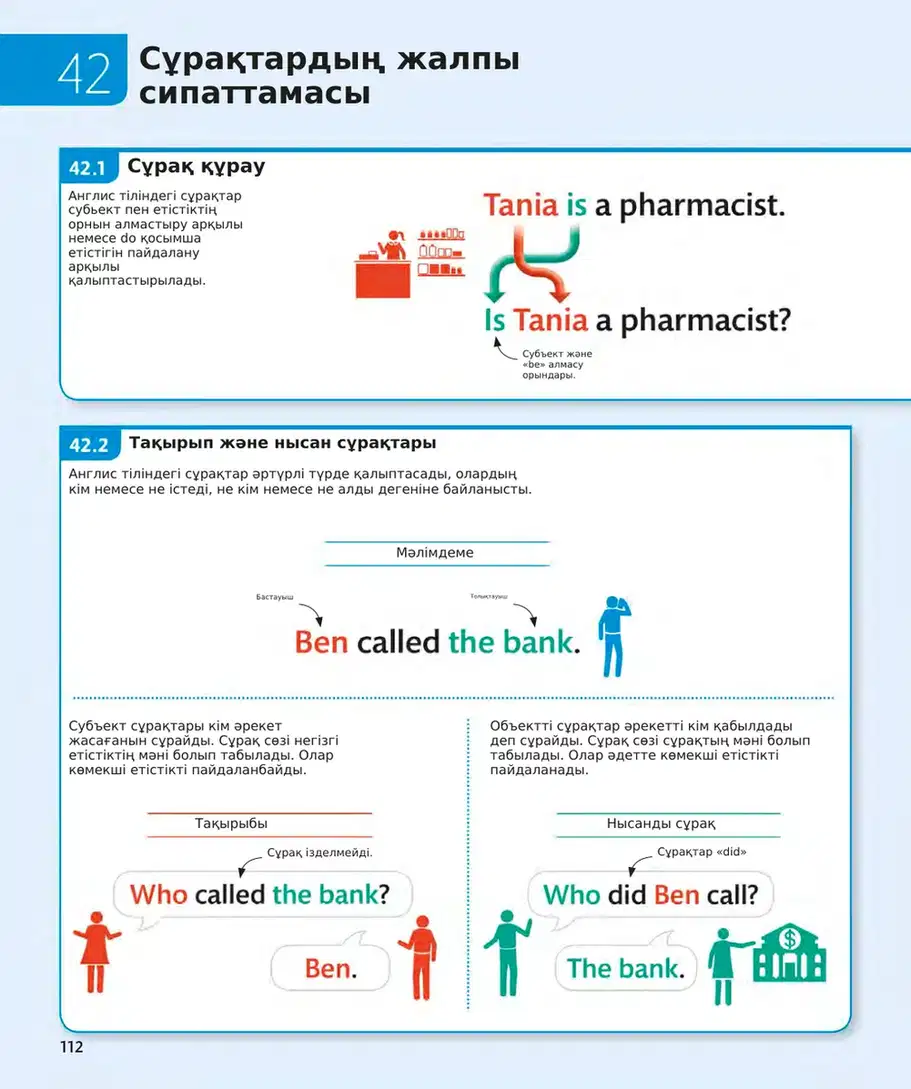 42
Сұрақтардың жалпы
сипаттамасы
42.1
Сұрақ құрау
Англис тіліндегі сұрақтар
субьект пен етістіктің
орнын алмастыру арқылы
немесе do қосымша
етістігін пайдалану
арқылы
қалыптастырылады.
Tania is a pharmacist.
Is Tania a pharmacist?
Субъект және
«be» алмасу
орындары.
42.2
Тақырып және нысан сұрақтары
Англис тіліндегі сұрақтар әртүрлі түрде қалыптасады, олардың
кім немесе не істеді, не кім немесе не алды дегеніне байланысты.
Мәлімдеме
Бастауыш
Толықтауыш
Ben called the bank.
Субъект сұрақтары кім әрекет
жасағанын сұрайды. Сұрақ сөзі негізгі
етістіктің мәні болып табылады. Олар
көмекші етістікті пайдаланбайды.
Тақырыбы
Сұрақ ізделмейді.
Who called the bank?
Ben.
Объектті сұрақтар әрекетті кім қабылдады
деп сұрайды. Сұрақ сөзі сұрақтың мәні болып
табылады. Олар әдетте көмекші етістікті
пайдаланады.
Нысанды сұрақ
Сұрақтар «did»
Who did Ben call?
The bank.
$
112